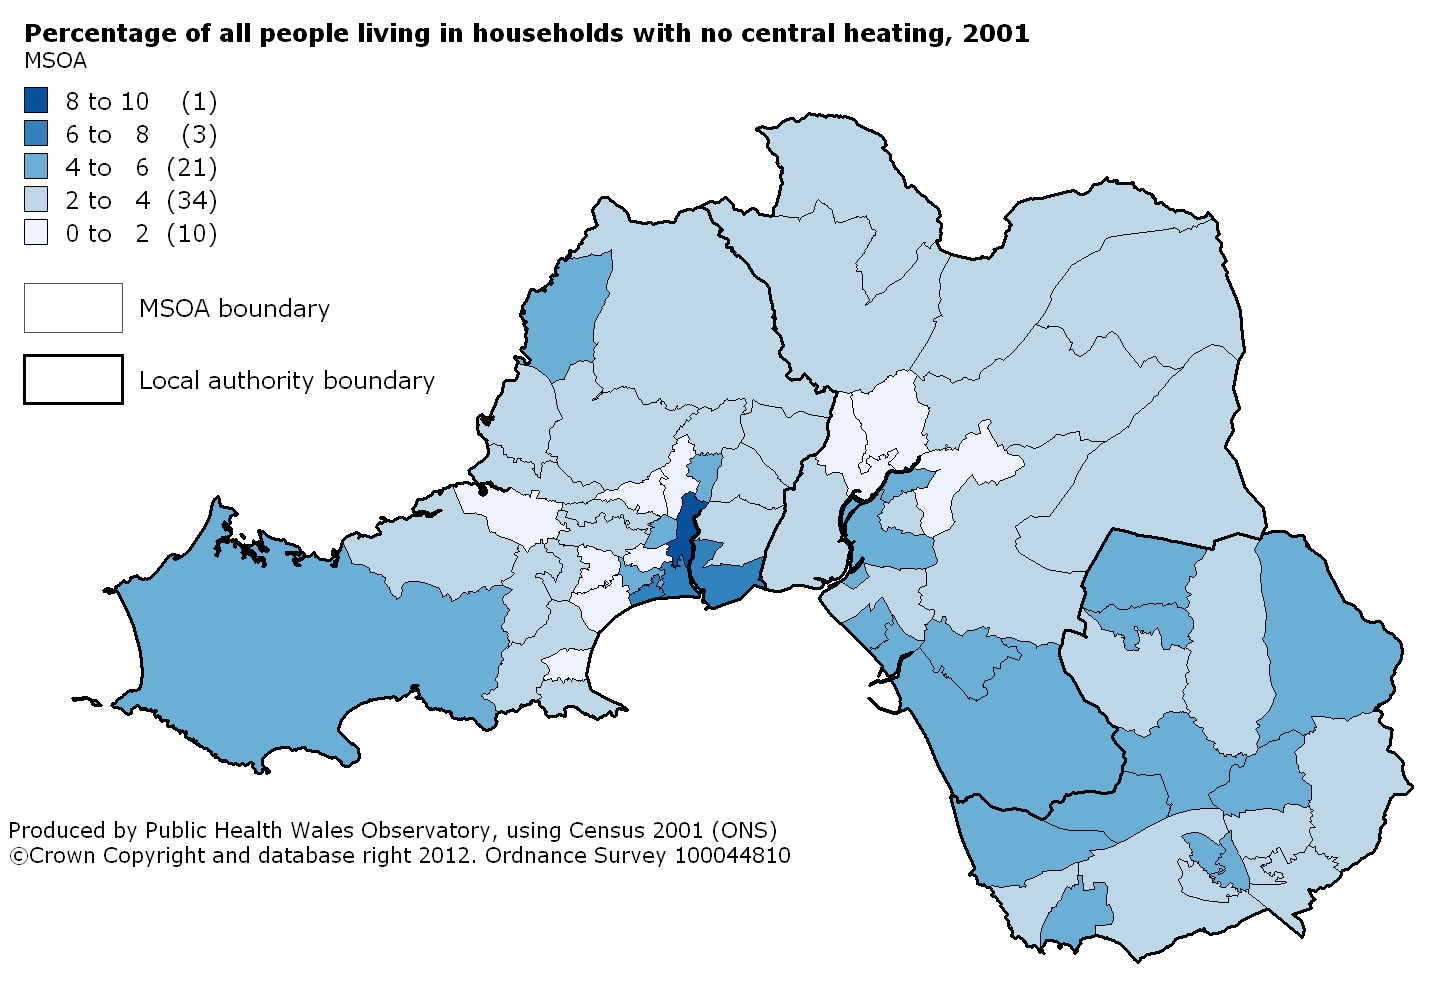 Percentage of all people living in households with no central heating, 2001
MSOA
8 to 10 (1)
6 to 8 (3)
4 to 6 (21)
2 to 4 (34)
0 to 2 (10)
MSOA boundary
Local authority boundary
Produced by Public Health Wales Observatory, using Census 2001 (ONS)
©Crown Copyright and database right 2012. Ordnance Survey 100044810